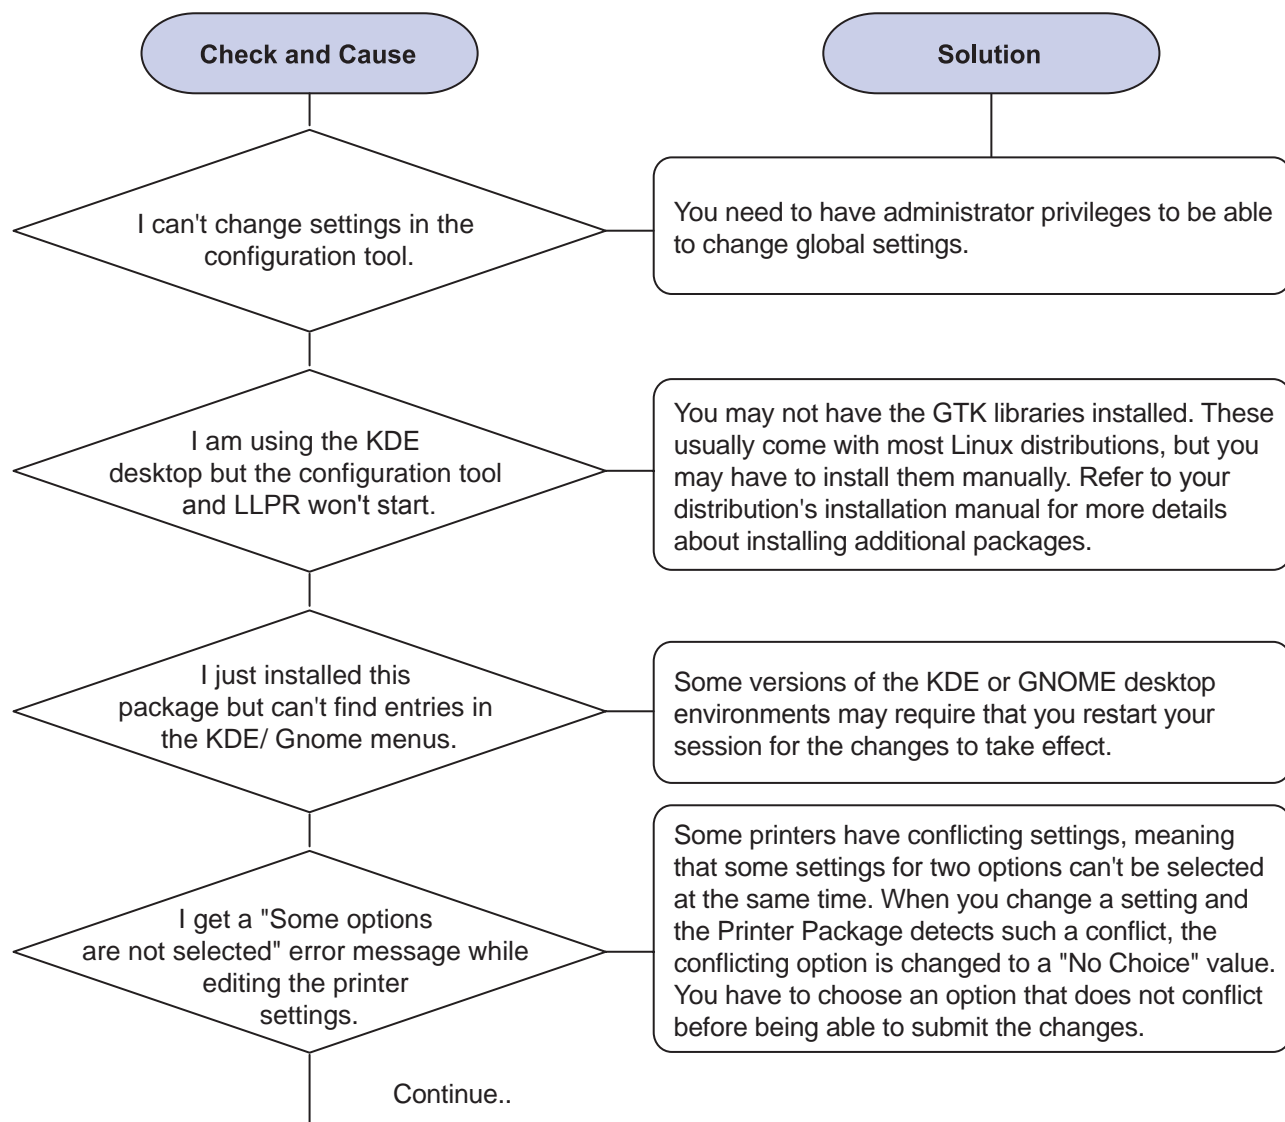 Check and Cause
Solution
I can't change settings in the
configuration tool.
You need to have administrator privileges to be able
to change global settings.
I am using the KDE
desktop but the configuration tool
and LLPR won't start.
You may not have the GTK libraries installed. These
usually come with most Linux distributions, but you
may have to install them manually. Refer to your
distribution's installation manual for more details
about installing additional packages.
I just installed this
package but can't find entries in
the KDE/ Gnome menus.
Some versions of the KDE or GNOME desktop
environments may require that you restart your
session for the changes to take effect.
I get a "Some options
are not selected" error message while
editing the printer
settings.
Some printers have conflicting settings, meaning
that some settings for two options can't be selected
at the same time. When you change a setting and
the Printer Package detects such a conflict, the
conflicting option is changed to a "No Choice" value.
You have to choose an option that does not conflict
before being able to submit the changes.
Continue..